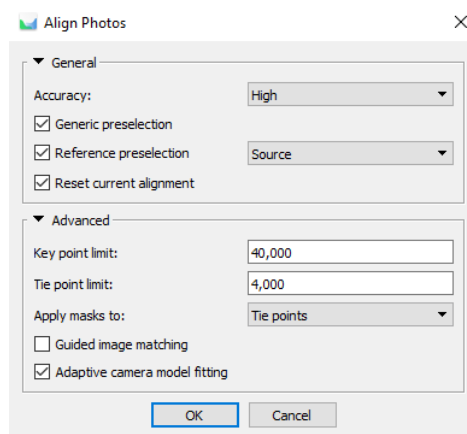 Align Photos
General
Accuracy: High
Generic preselection
Reference preselection Source
Reset current alignment
Advanced
Key point limit: 40,000
Tie point limit: 4,000
Apply masks to: Tie points
Guided image matching
Adaptive camera model fitting
OK Cancel